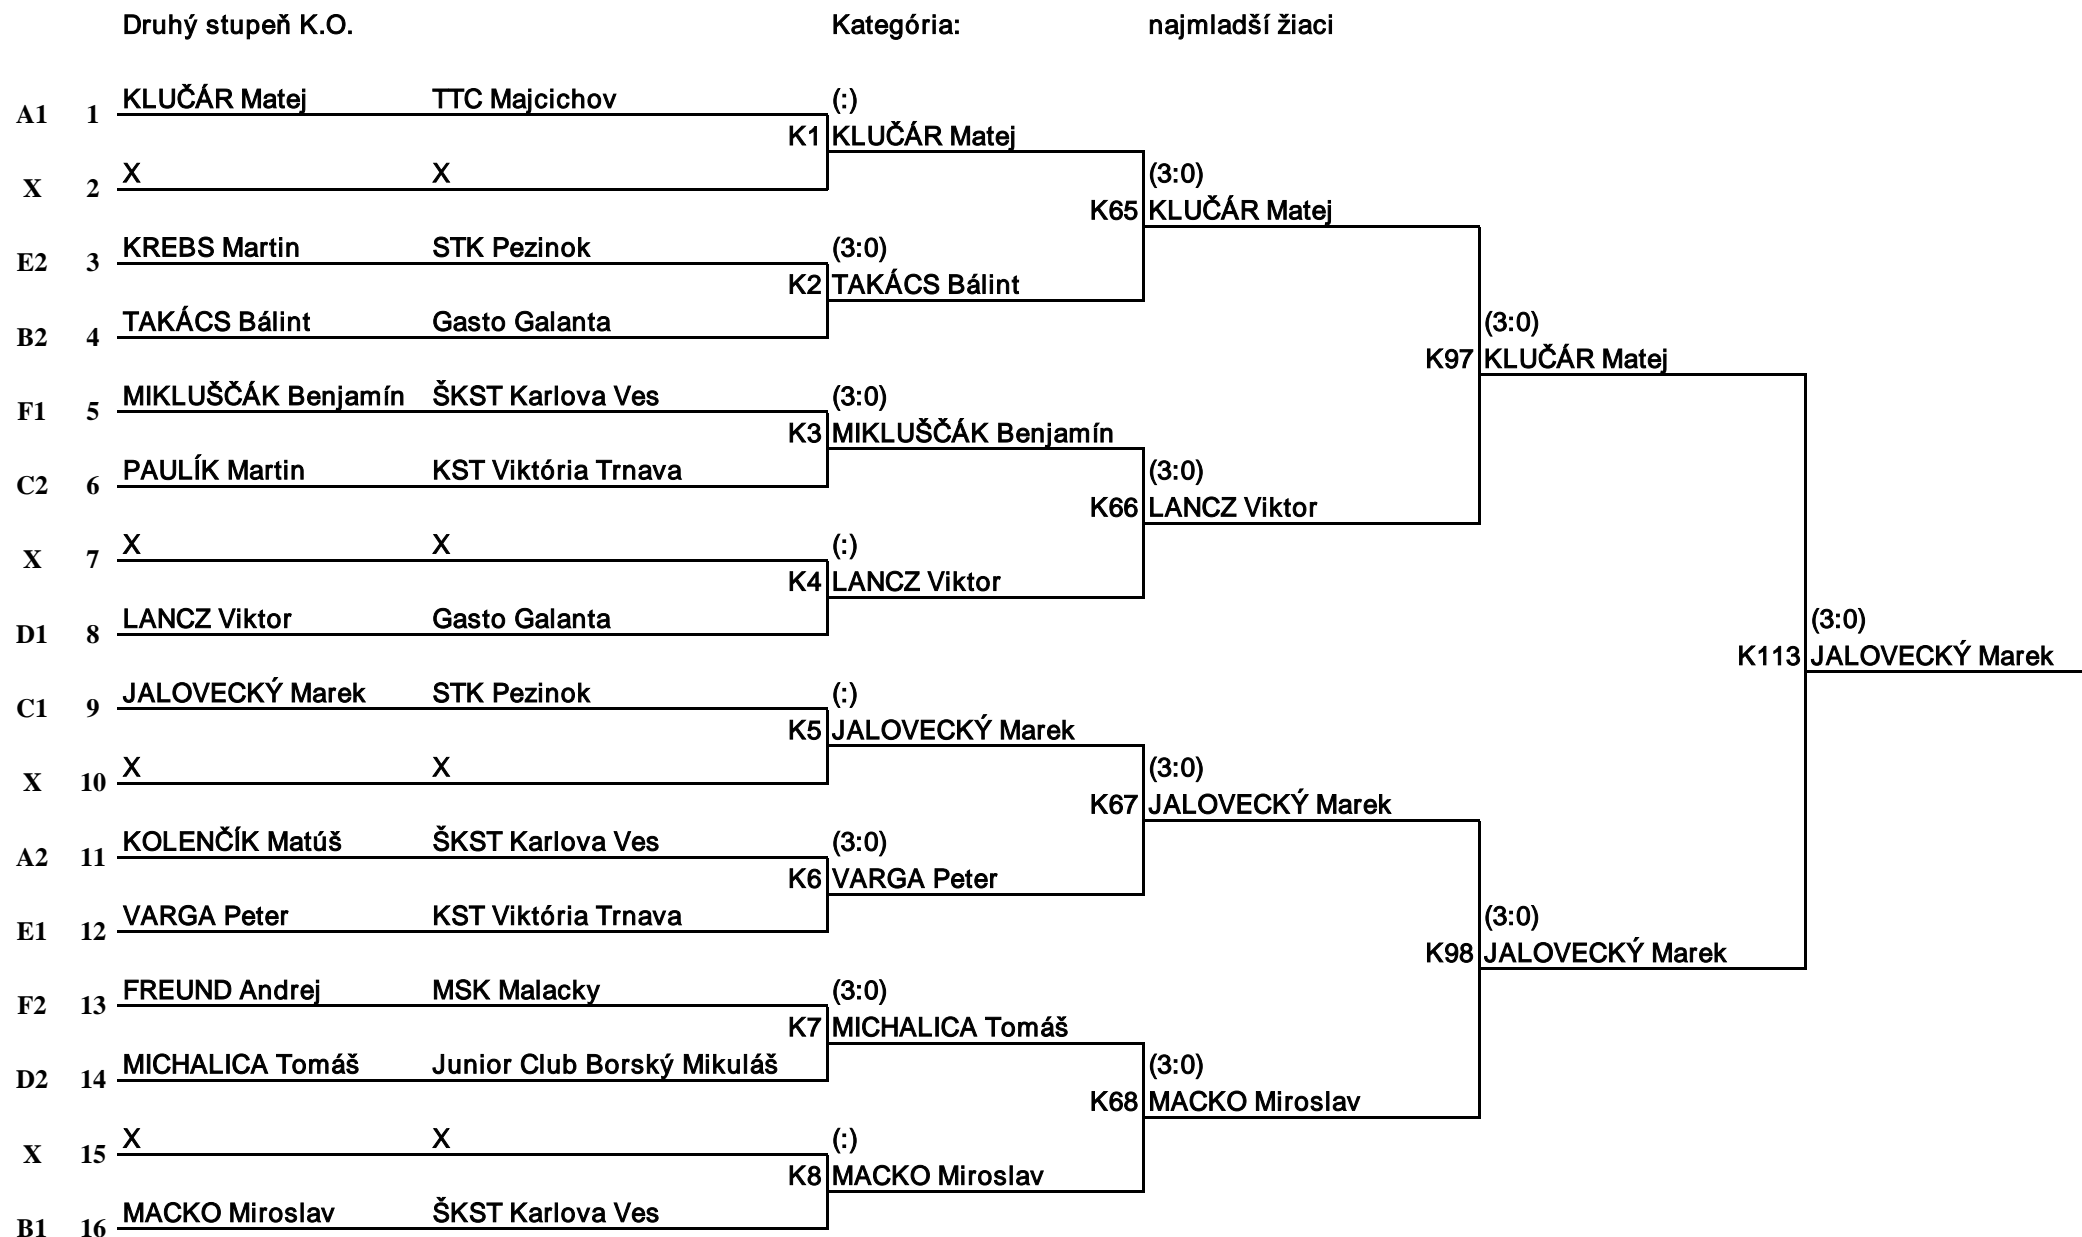 Druhý stupeň K.O. Kategória: najmladší žiaci
A1 1 KLUČÁR Matej TTC Majcichov (:)
K1 KLUČÁR Matej
X 2 X X (3:0)
K65 KLUČÁR Matej
E2 3 KREBS Martin STK Pezinok (3:0)
K2 TAKÁCS Bálint
B2 4 TAKÁCS Bálint Gasto Galanta (3:0)
K97 KLUČÁR Matej
F1 5 MIKLUŠČÁK Benjamín ŠKST Karlova Ves (3:0)
K3 MIKLUŠČÁK Benjamín
C2 6 PAULÍK Martin KST Viktória Trnava (3:0)
K66 LANCZ Viktor
X 7 X X (:)
K4 LANCZ Viktor
D1 8 LANCZ Viktor Gasto Galanta (3:0)
K113 JALOVECKÝ Marek
C1 9 JALOVECKÝ Marek STK Pezinok (:)
K5 JALOVECKÝ Marek
X 10 X X (3:0)
K67 JALOVECKÝ Marek
A2 11 KOLENČÍK Matúš ŠKST Karlova Ves (3:0)
K6 VARGA Peter
E1 12 VARGA Peter KST Viktória Trnava (3:0)
K98 JALOVECKÝ Marek
F2 13 FREUND Andrej MSK Malacky (3:0)
K7 MICHALICA Tomáš
D2 14 MICHALICA Tomáš Junior Club Borský Mikuláš (3:0)
K68 MACKO Miroslav
X 15 X X (:)
K8 MACKO Miroslav
B1 16 MACKO Miroslav ŠKST Karlova Ves